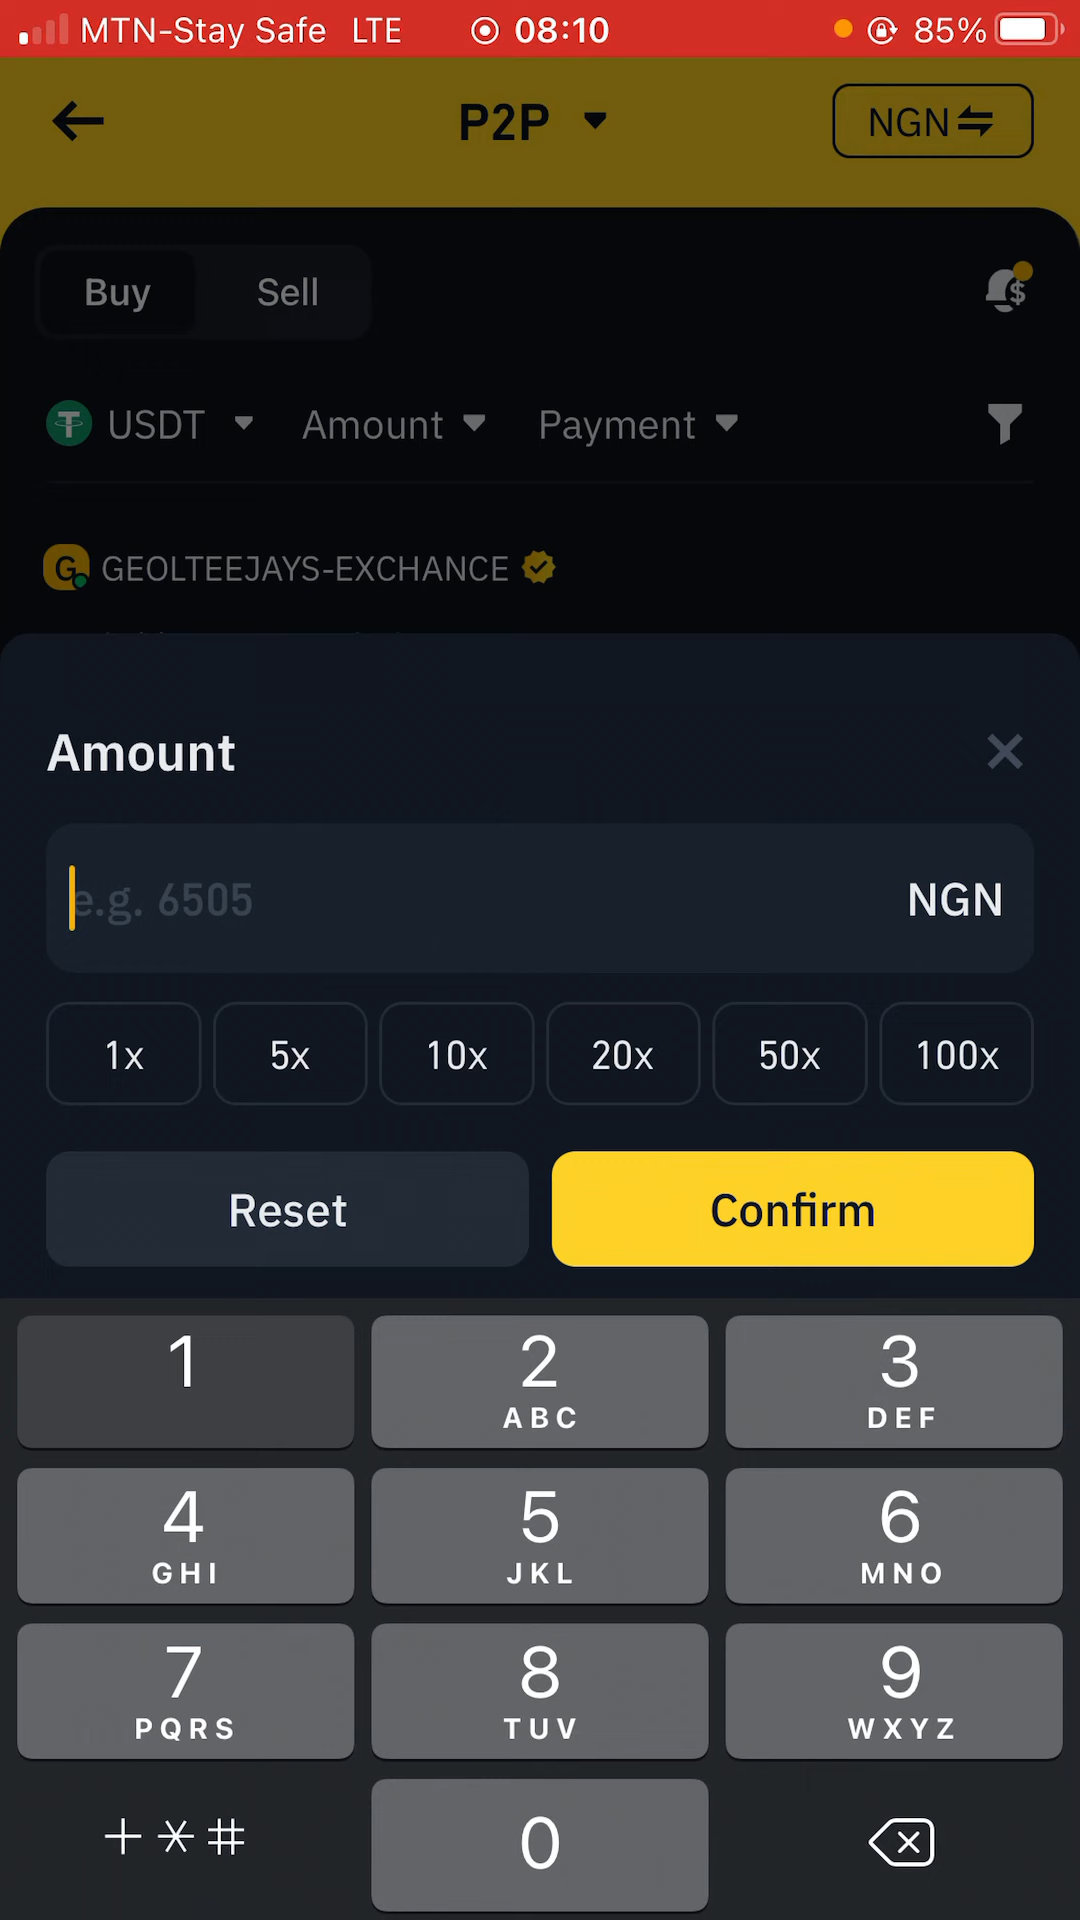 MTN-Stay Safe LTE 08:10 85%
P2P NGN
Buy Sell
USDT Amount Payment
G GEOLTEEJAYS-EXCHANCE
Amount
e.g. 6505 NGN
1x 5x 10x 20x 50x 100x
Reset Confirm
1 2 3
ABC DEF
4 5 6
GHI JKL MNO
7 8 9
PQRS TUV WXYZ
+*# 0